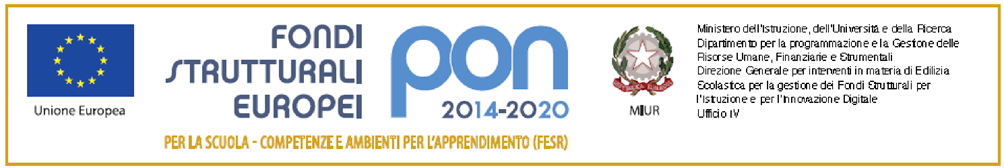 Unione Europea
FONDI
STRUTTURALI
EUROPEI
pon
2014-2020
PER LA SCUOLA - COMPETENZE E AMBIENTI PER L'APPRENDIMENTO (FESR)
MIUR
Ministero dell'Istruzione, dell'Università e della Ricerca
Dipartimento per la programmazione e la Gestione delle
Risorse Umane, Finanziarie e Strumentali
Direzione Generale per interventi in materia di Edilizia
Scolastica per la gestione dei Fondi Strutturali per
l'Istruzione e per l'Innovazione Digitale
Ufficio IV